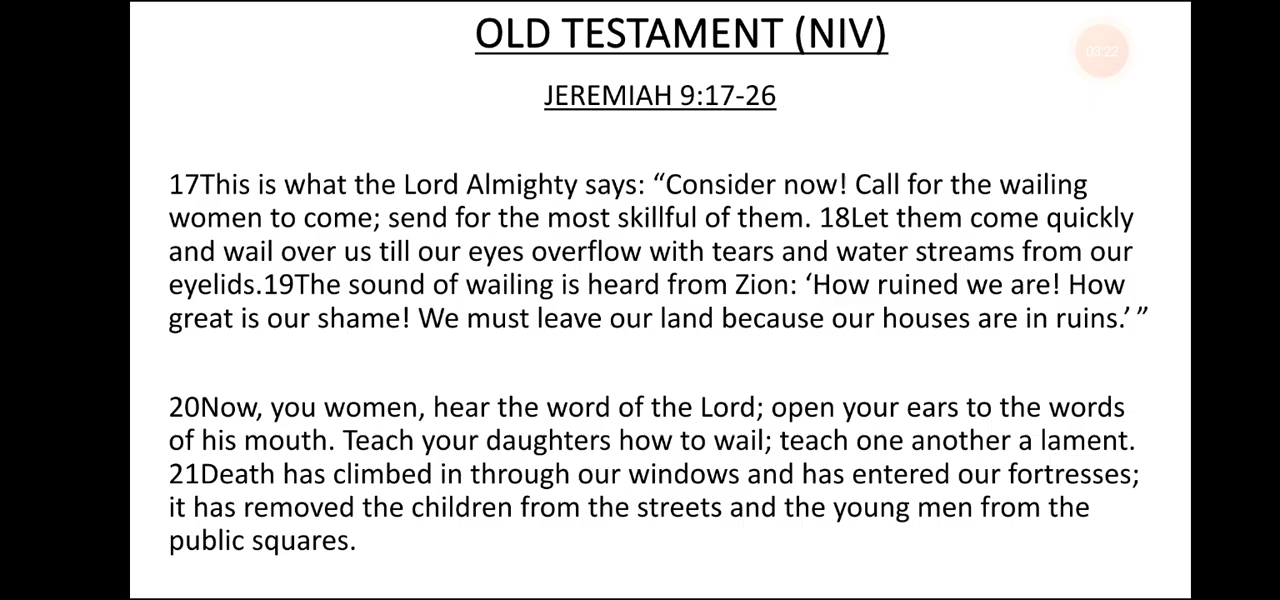 OLD TESTAMENT (NIV)
03:22
JEREMIAH 9:17-26
17This is what the Lord Almighty says: “Consider now! Call for the wailing
women to come; send for the most skillful of them. 18Let them come quickly
and wail over us till our eyes overflow with tears and water streams from our
eyelids.19The sound of wailing is heard from Zion: ‘How ruined we are! How
great is our shame! We must leave our land because our houses are in ruins.’ ”
20Now, you women, hear the word of the Lord; open your ears to the words
of his mouth. Teach your daughters how to wail; teach one another a lament.
21Death has climbed in through our windows and has entered our fortresses;
it has removed the children from the streets and the young men from the
public squares.